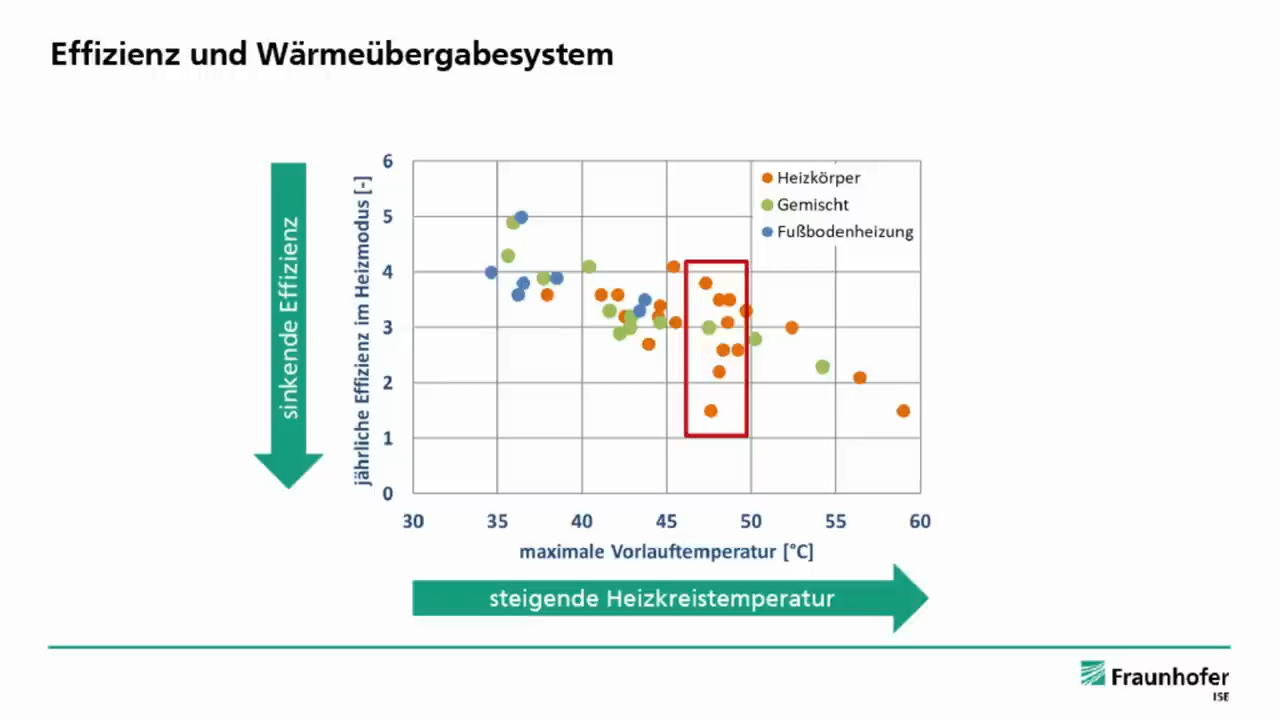 Effizienz und Wärmeübergabesystem
sinkende Effizienz
jährliche Effizienz im Heizmodus [-]
6
5
4
3
2
1
0
Heizkörper
Gemischt
Fußbodenheizung
30 35 40 45 50 55 60
maximale Vorlauftemperatur [°C]
steigende Heizkreistemperatur
Fraunhofer
ISE